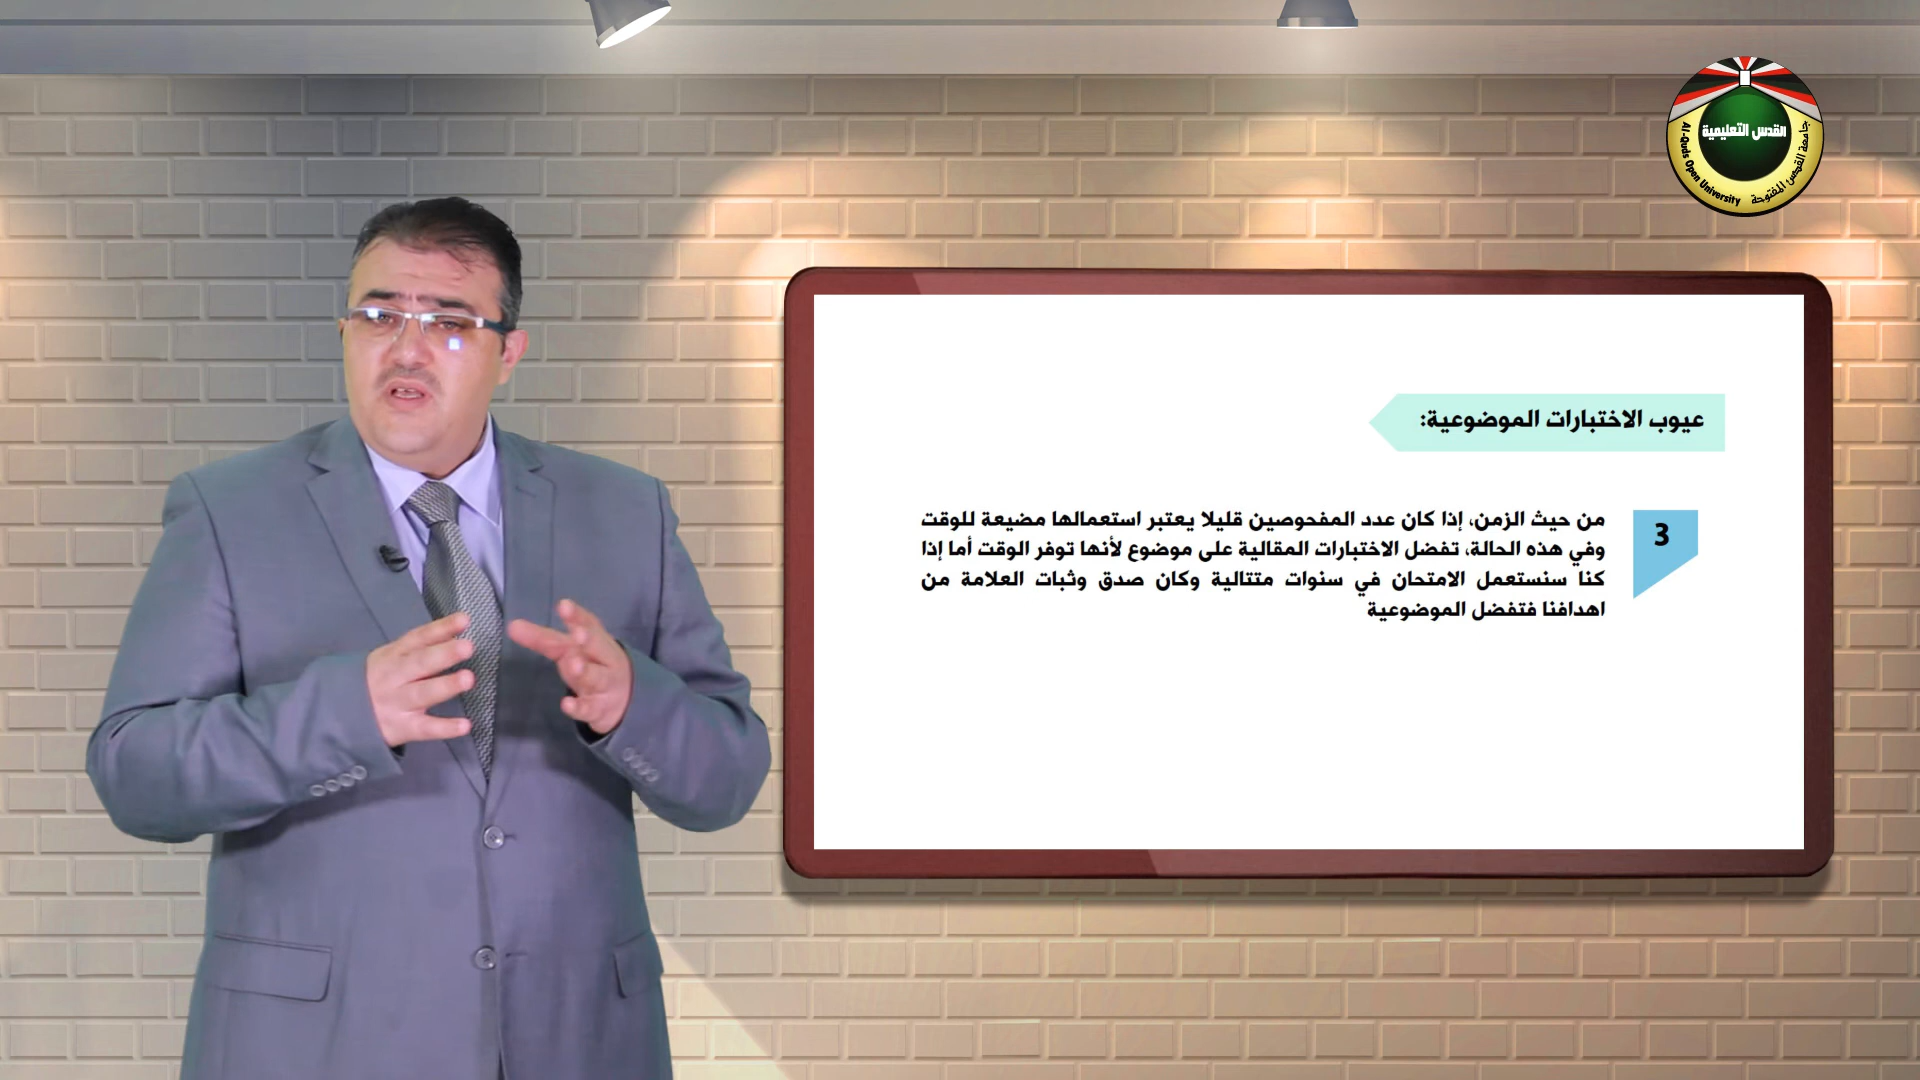 القدس التعليمية
جامعة القدس المفتوحة
Al-Quds Open University
عيوب الاختبارات الموضوعية:
3
من حيث الزمن، إذا كان عدد المفحوصين قليلا يعتبر استعمالها مضيعة للوقت
وفي هذه الحالة، تفضل الاختبارات المقالية على موضوع لأنها توفر الوقت أما إذا
كنا سنستعمل الامتحان في سنوات متتالية وكان صدق وثبات العلامة من
اهدافنا فتفضل الموضوعية